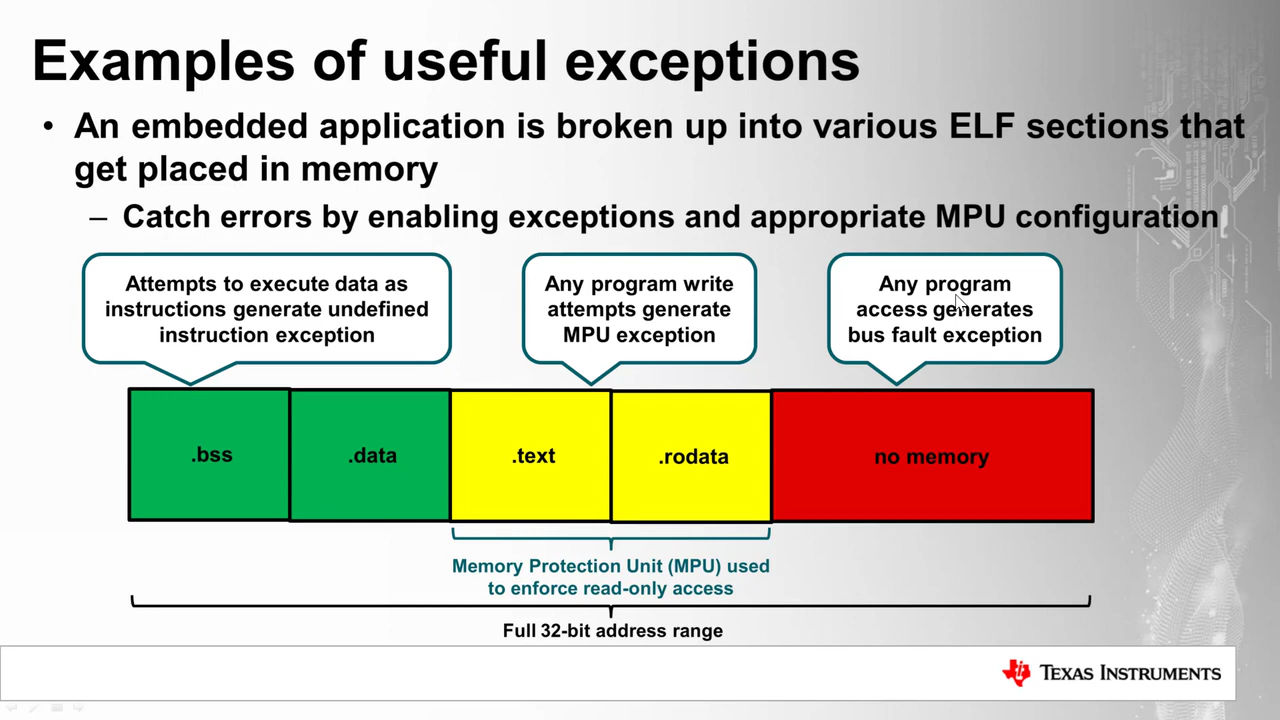 Examples of useful exceptions
• An embedded application is broken up into various ELF sections that
get placed in memory
– Catch errors by enabling exceptions and appropriate MPU configuration
Attempts to execute data as
instructions generate undefined
instruction exception
Any program write
attempts generate
MPU exception
Any program
access generates
bus fault exception
.bss
.data
.text
.rodata
no memory
Memory Protection Unit (MPU) used
to enforce read-only access
Full 32-bit address range
TEXAS INSTRUMENTS